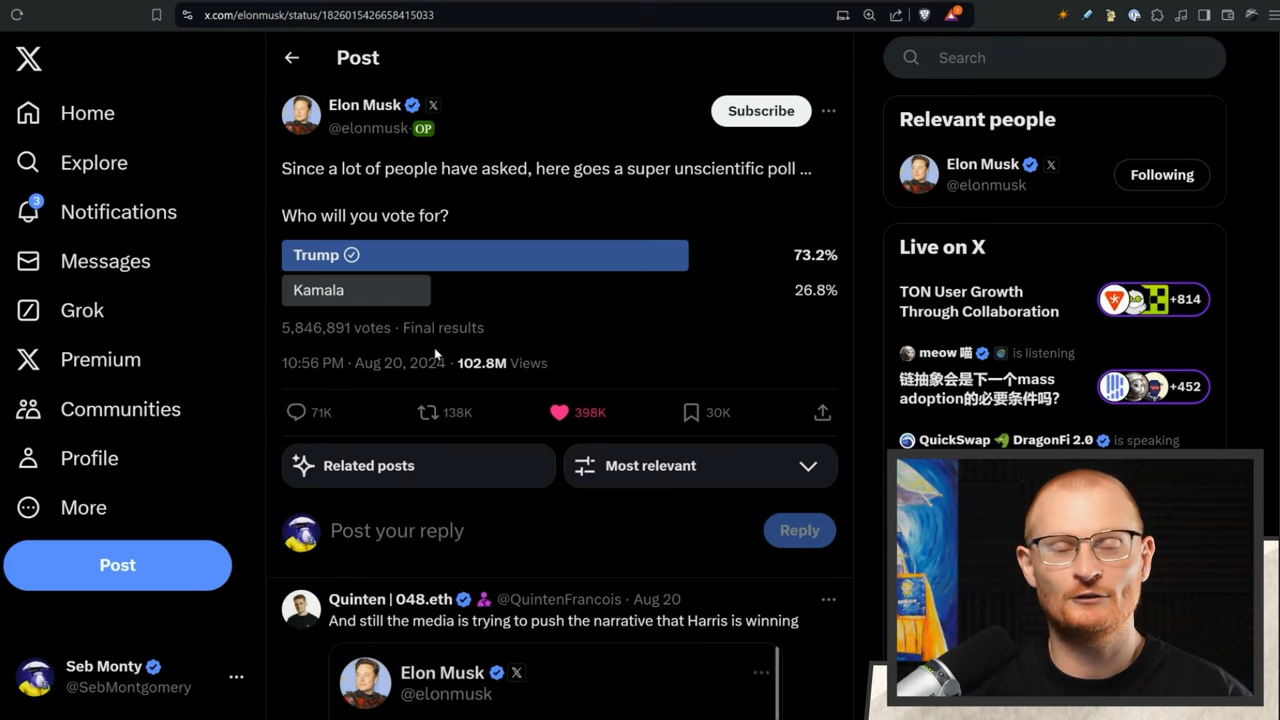 x.com/elonmusk/status/1826015426658415033
Home
Explore
3
Notifications
Messages
Grok
Premium
Communities
Profile
More
Post
Seb Monty
@SebMontgomery
Post
Elon Musk
@elonmusk · OP
Subscribe
Since a lot of people have asked, here goes a super unscientific poll ...
Who will you vote for?
Trump 73.2%
Kamala 26.8%
5,846,891 votes · Final results
10:56 PM · Aug 20, 2024 · 102.8M Views
71K 138K 398K 30K
Related posts
Most relevant
Post your reply
Reply
Quinten | 048.eth @QuintenFrancois · Aug 20
And still the media is trying to push the narrative that Harris is winning
Elon Musk
@elonmusk
Search
Relevant people
Elon Musk
@elonmusk
Following
Live on X
TON User Growth
Through Collaboration
+814
meow 喵 is listening
链抽象会是下一个mass
adoption的必要条件吗?
+452
QuickSwap DragonFi 2.0 is speaking